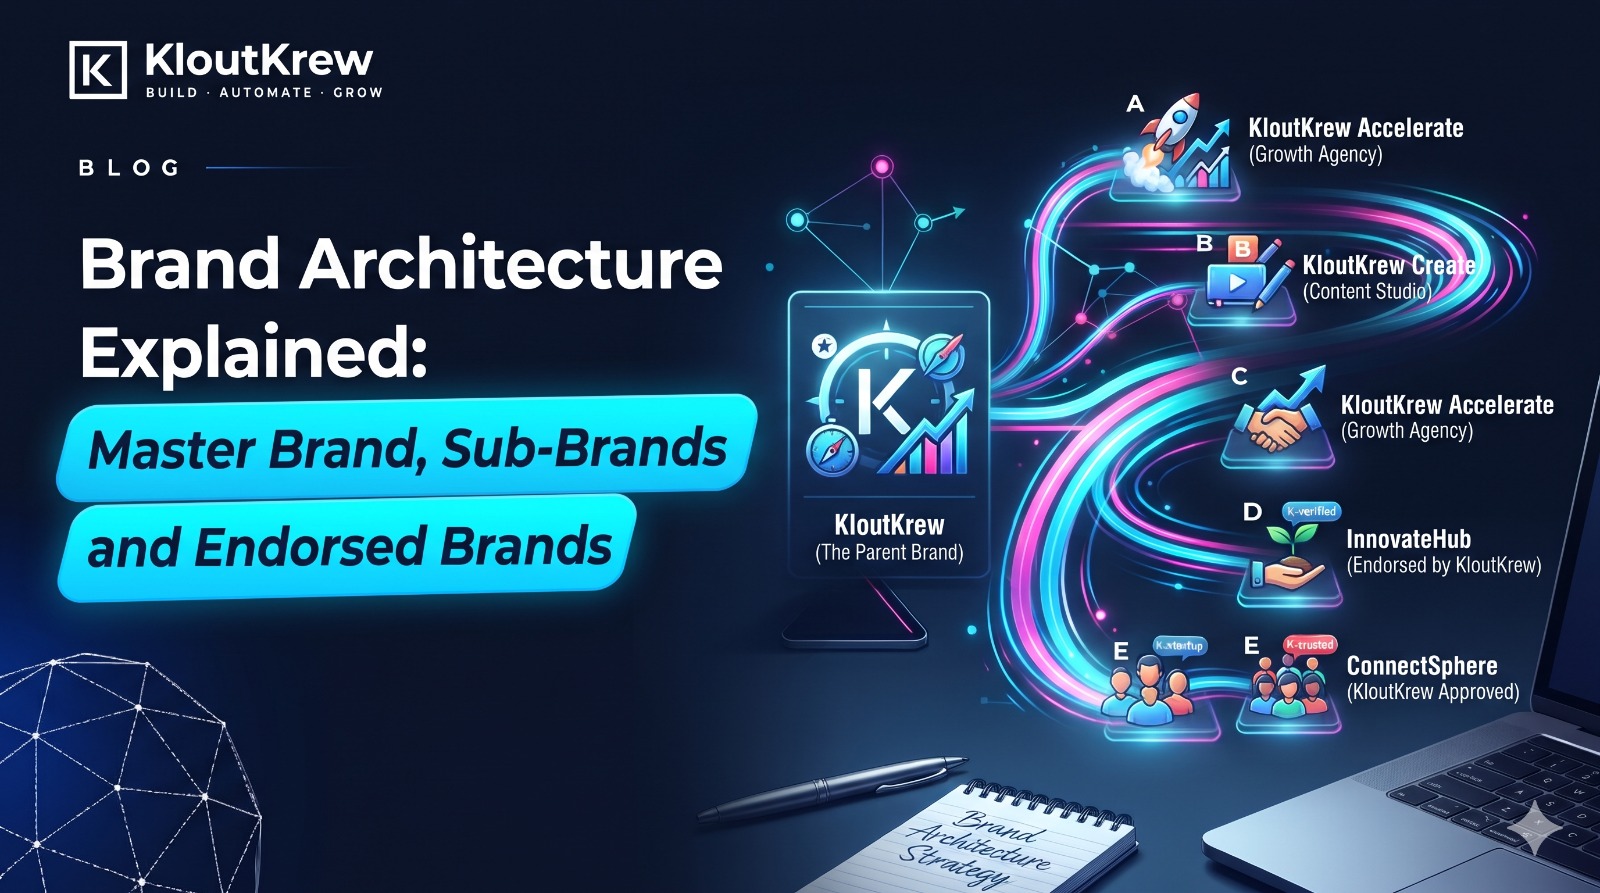 K
KloutKrew
BUILD · AUTOMATE · GROW
BLOG
Brand Architecture
Explained:
Master Brand, Sub-Brands
and Endorsed Brands
K
KloutKrew
(The Parent Brand)
A
KloutKrew Accelerate
(Growth Agency)
B
B
KloutKrew Create
(Content Studio)
C
KloutKrew Accelerate
(Growth Agency)
D
K-verified
InnovateHub
(Endorsed by KloutKrew)
E
E
K-trusted
ConnectSphere
(KloutKrew Approved)
Brand
Architecture
Strategy